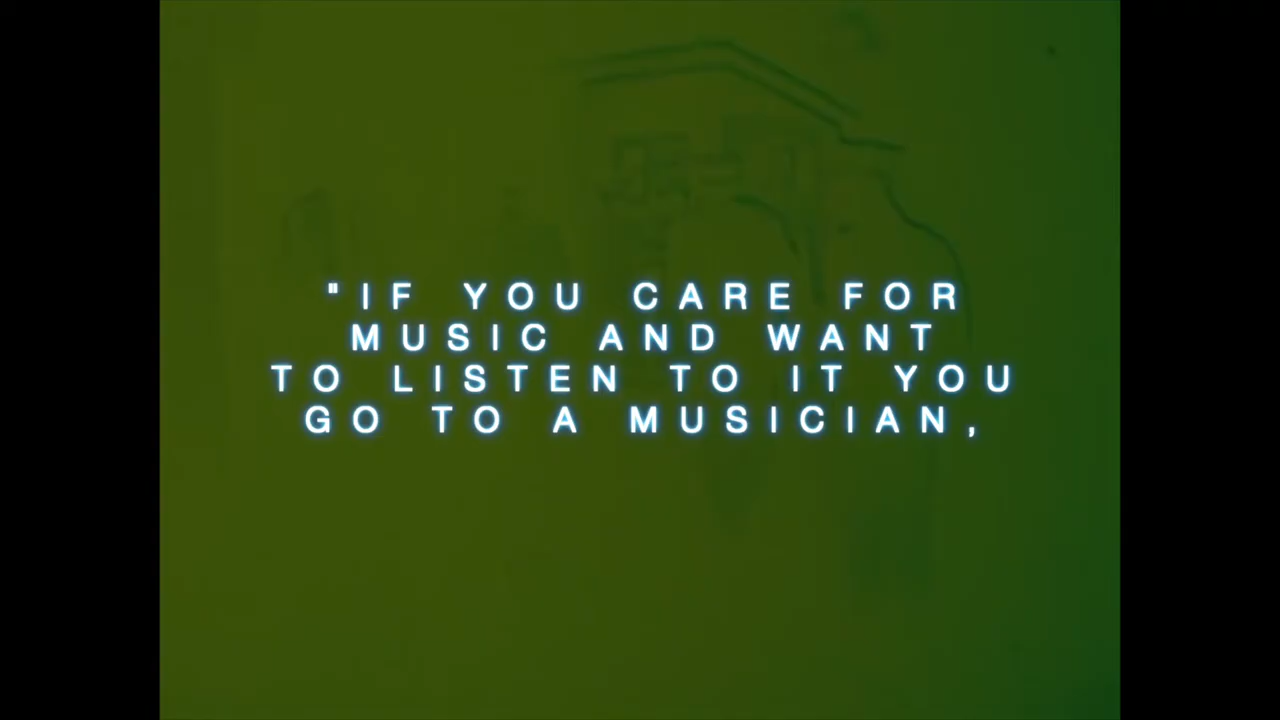 "IF YOU CARE FOR
MUSIC AND WANT
TO LISTEN TO IT YOU
GO TO A MUSICIAN,